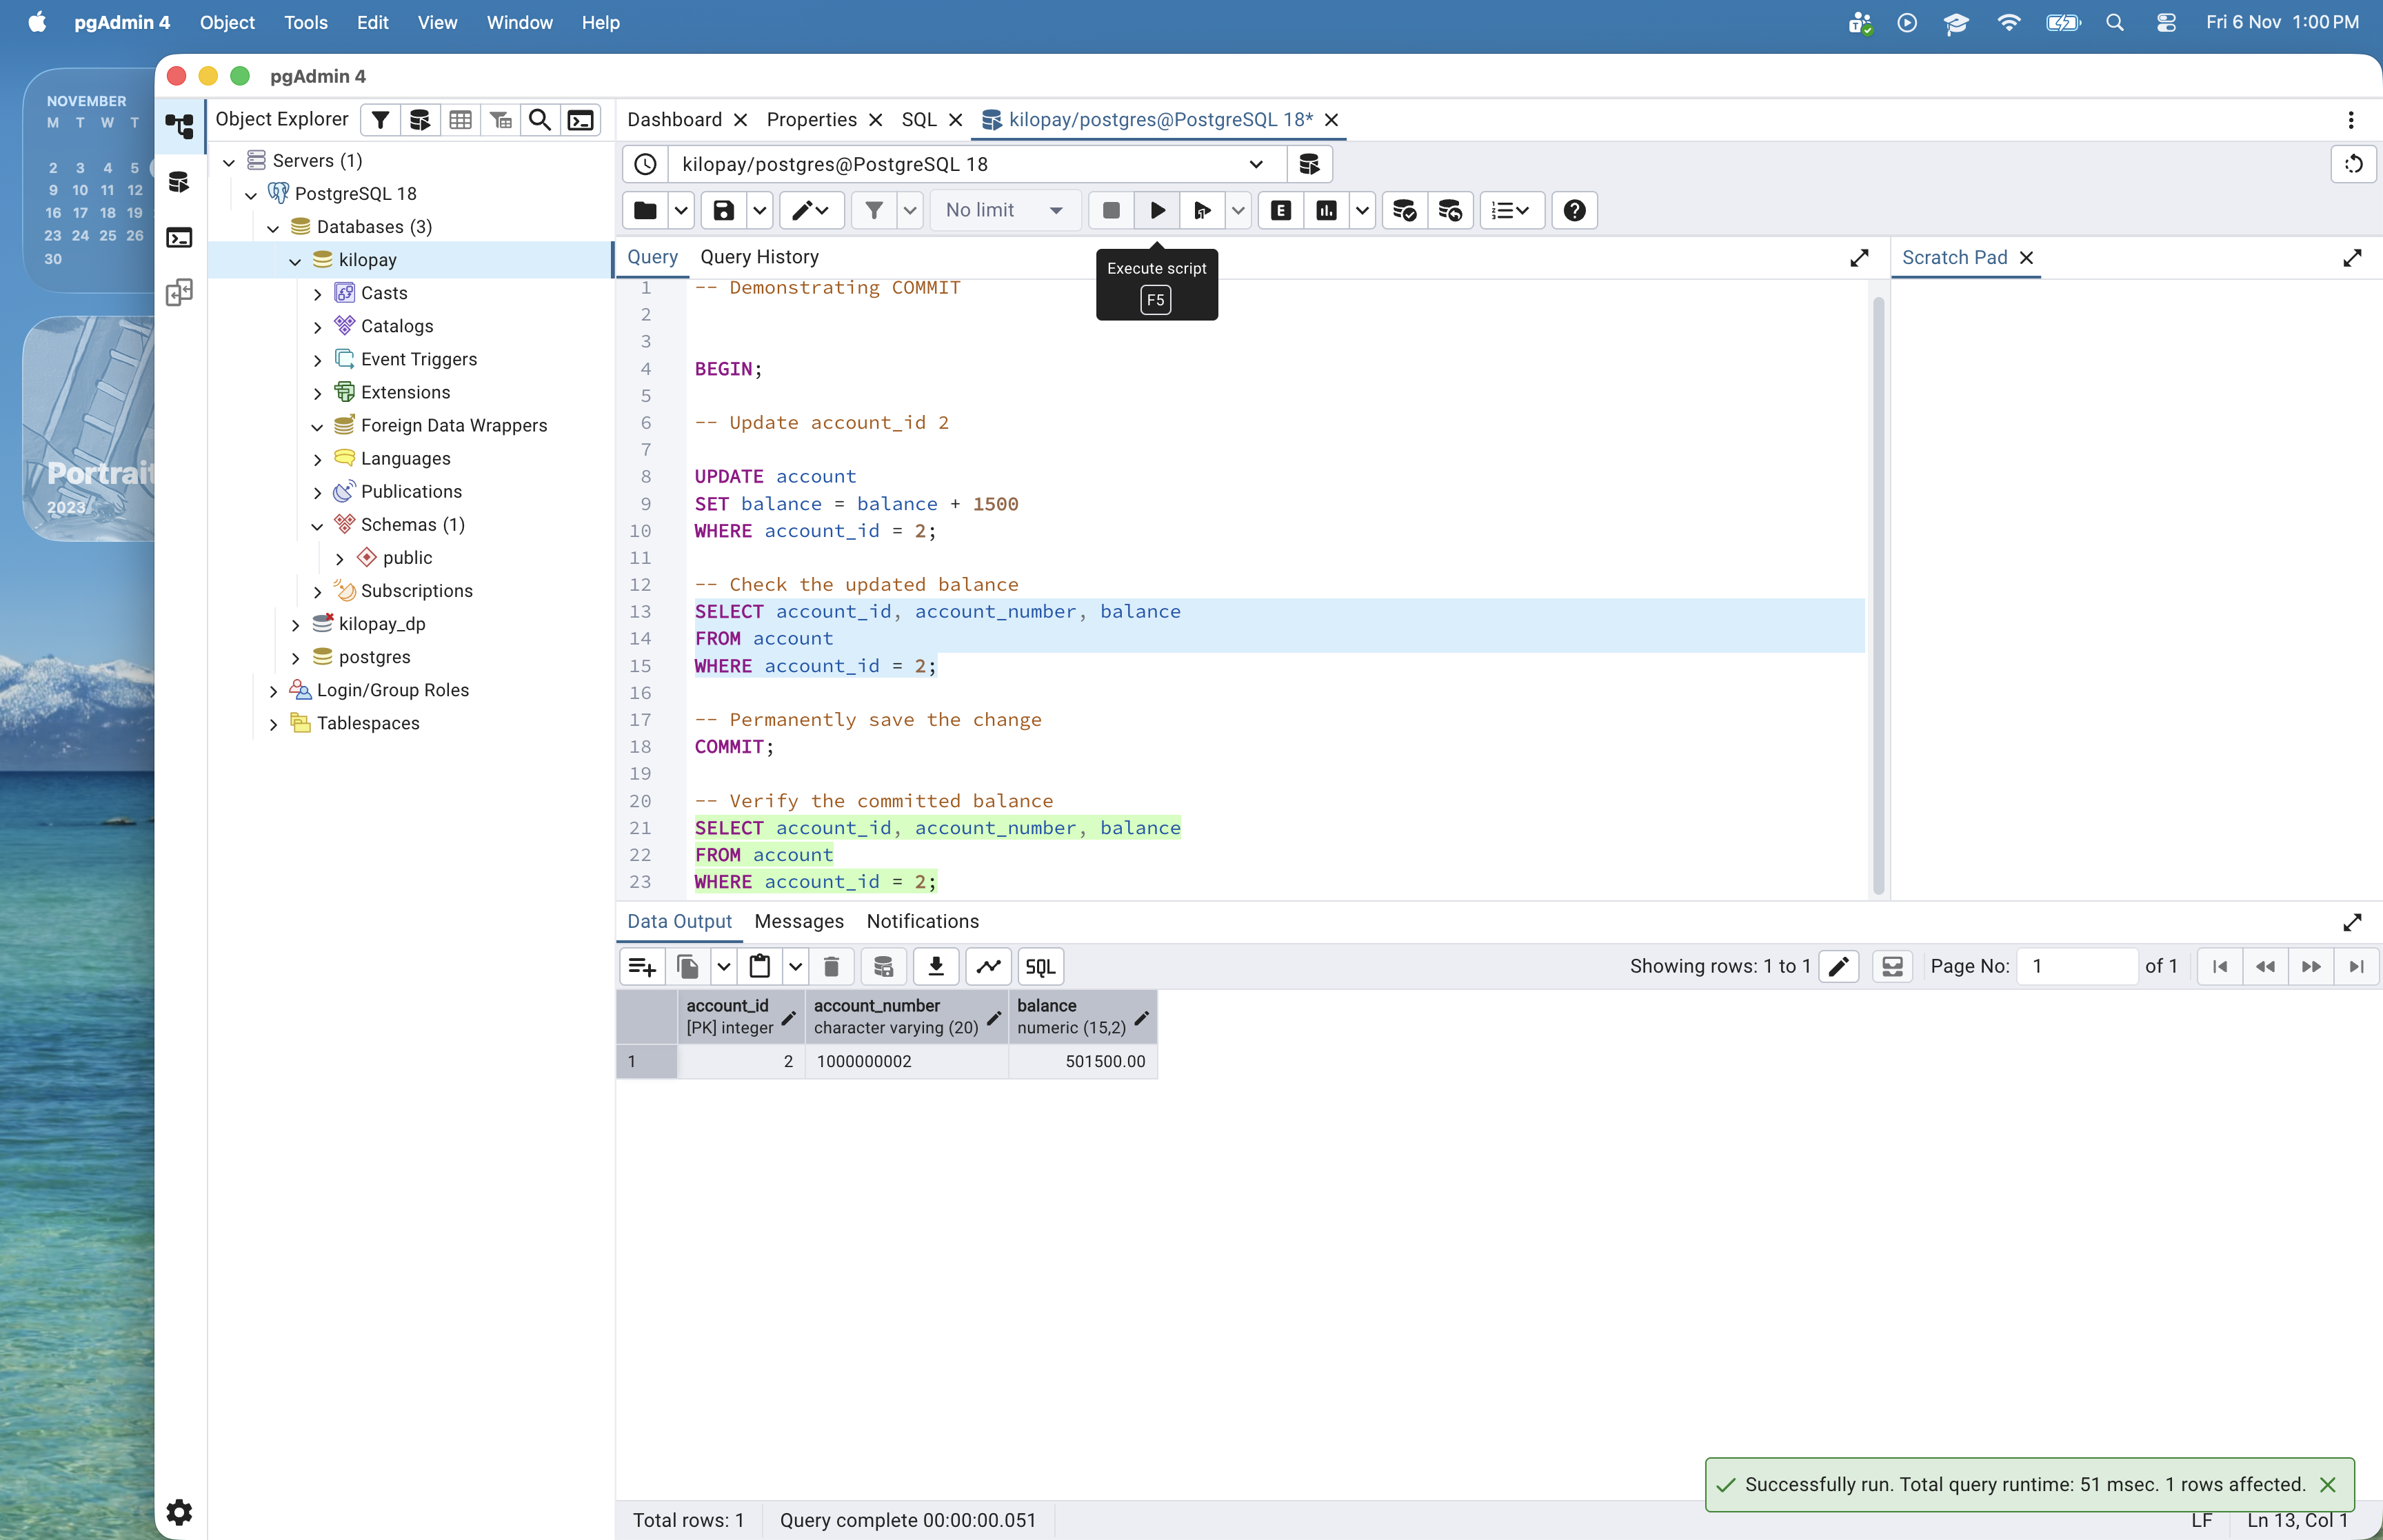 pgAdmin 4 Object Tools Edit View Window Help
Fri 6 Nov 1:00 PM
NOVEMBER
M T W T
2 3 4 5
9 10 11 12
16 17 18 19
23 24 25 26
30
Portrait
2023
pgAdmin 4
Object Explorer
Servers (1)
PostgreSQL 18
Databases (3)
kilopay
Casts
Catalogs
Event Triggers
Extensions
Foreign Data Wrappers
Languages
Publications
Schemas (1)
public
Subscriptions
kilopay_dp
postgres
Login/Group Roles
Tablespaces
Dashboard Properties SQL kilopay/postgres@PostgreSQL 18*
kilopay/postgres@PostgreSQL 18
No limit
E
Query Query History
Execute script
F5
Scratch Pad
1 -- Demonstrating COMMIT
2
3
4 BEGIN;
5
6 -- Update account_id 2
7
8 UPDATE account
9 SET balance = balance + 1500
10 WHERE account_id = 2;
11
12 -- Check the updated balance
13 SELECT account_id, account_number, balance
14 FROM account
15 WHERE account_id = 2;
16
17 -- Permanently save the change
18 COMMIT;
19
20 -- Verify the committed balance
21 SELECT account_id, account_number, balance
22 FROM account
23 WHERE account_id = 2;
Data Output Messages Notifications
SQL
Showing rows: 1 to 1
Page No: 1 of 1
account_id account_number balance
[PK] integer character varying (20) numeric (15,2)
1 2 1000000002 501500.00
Successfully run. Total query runtime: 51 msec. 1 rows affected.
Total rows: 1 Query complete 00:00:00.051
LF Ln 13, Col 1